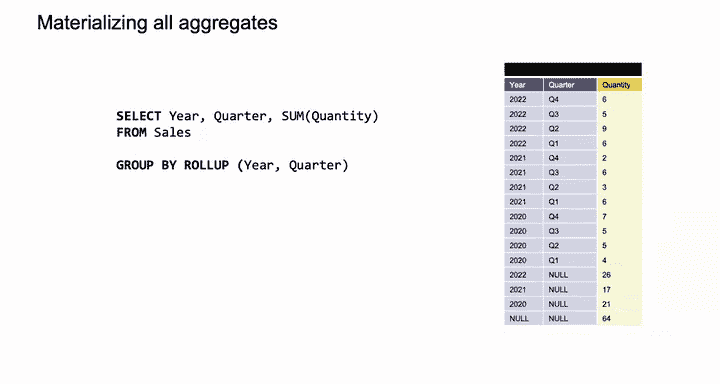 Materializing all aggregates
SELECT Year, Quarter, SUM(Quantity)
FROM Sales
GROUP BY ROLLUP (Year, Quarter)
Year Quarter Quantity
2022 Q4 6
2022 Q3 5
2022 Q2 9
2022 Q1 6
2021 Q4 2
2021 Q3 6
2021 Q2 3
2021 Q1 6
2020 Q4 7
2020 Q3 5
2020 Q2 5
2020 Q1 4
2022 NULL 26
2021 NULL 17
2020 NULL 21
NULL NULL 64